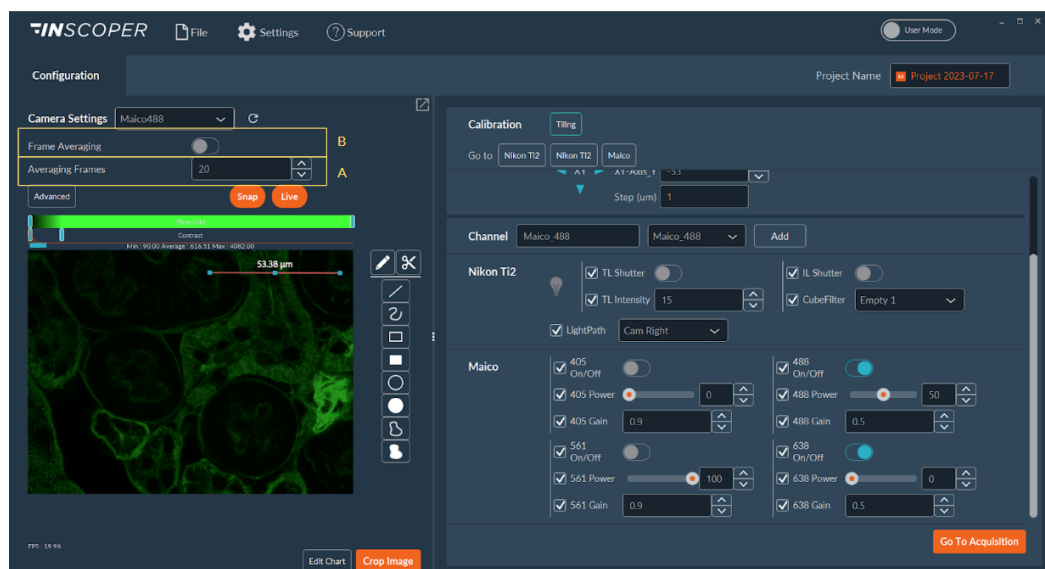 INSCOPER File Settings Support User Mode
Configuration Project Name M Project 2023-07-17
Camera Settings Maico488
Frame Averaging B
Averaging Frames 20 A
Advanced Snap Live
Threshold
Contrast
Min : 90.00 Average : 616.51 Max : 4082.00
53.38 µm
FPS : 19.96
Edit Chart Crop Image
Calibration Tiling
Go to Nikon Ti2 Nikon Ti2 Maico
XY XY-Axis_Y -53
Step (um) 1
Channel Maico_488 Maico_488 Add
Nikon Ti2 TL Shutter IL Shutter
TL Intensity 15 CubeFilter Empty 1
LightPath Cam Right
Maico 405 On/Off 488 On/Off
405 Power 0 488 Power 50
405 Gain 0.9 488 Gain 0.5
561 On/Off 638 On/Off
561 Power 100 638 Power 0
561 Gain 0.9 638 Gain 0.5
Go To Acquisition